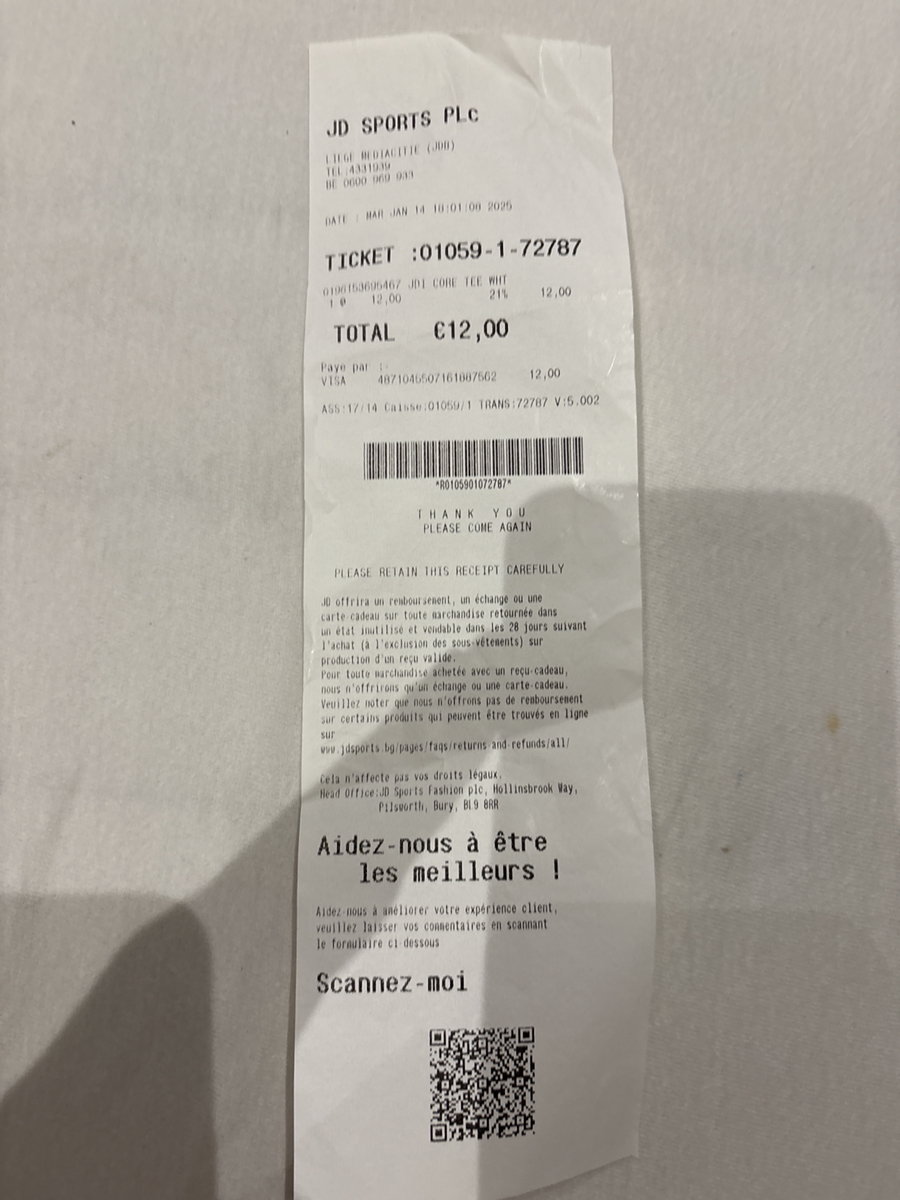 JD SPORTS PLc
LIEGE MEDIACITIE (JDB)
TEL:4331939
BE 0600 969 933
DATE : MAR JAN 14 18:01:08 2025
TICKET :01059-1-72787
0196153695467 JDI CORE TEE WHT
1 @ 12,00 21% 12,00
TOTAL €12,00
Paye par :
VISA 12,00
ASS:17/14 Caisse:01059/1 TRANS:72787 V:5.002
*R0105901072787*
THANK YOU
PLEASE COME AGAIN
PLEASE RETAIN THIS RECEIPT CAREFULLY
JD offrira un remboursement, un échange ou une
carte-cadeau sur toute marchandise retournée dans
un état inutilisé et vendable dans les 28 jours suivant
l'achat (à l'exclusion des sous-vêtements) sur
production d'un reçu valide.
Pour toute marchandise achetée avec un reçu-cadeau,
nous n'offrirons qu'un échange ou une carte-cadeau.
Veuillez noter que nous n'offrons pas de remboursement
sur certains produits qui peuvent être trouvés en ligne
sur
www.jdsports.bg/pages/faqs/returns-and-refunds/all/
Cela n'affecte pas vos droits légaux.
Head Office:JD Sports Fashion plc, Hollinsbrook Way,
Pilsworth, Bury, BL9 8RR
Aidez-nous à être
les meilleurs !
Aidez-nous à améliorer votre expérience client,
veuillez laisser vos commentaires en scannant
le formulaire ci-dessous
Scannez-moi